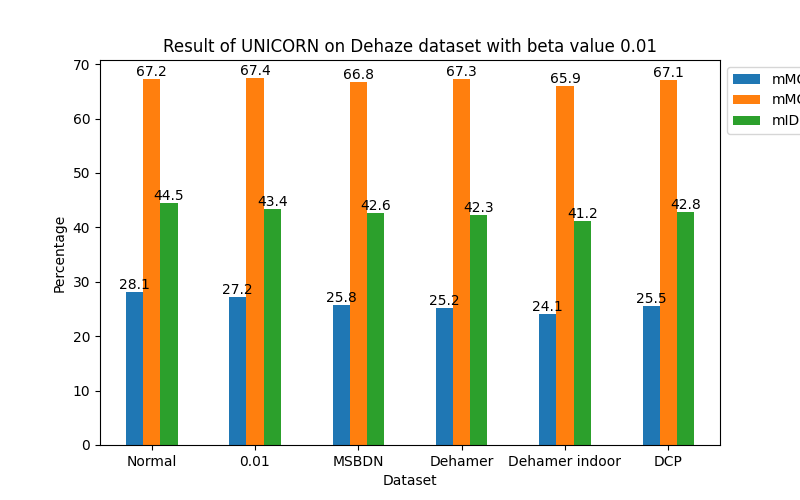 Result of UNICORN on Dehaze dataset with beta value 0.01
70
60
50
40
30
20
10
0
Percentage
28.1 67.2 44.5
27.2 67.4 43.4
25.8 66.8 42.6
25.2 67.3 42.3
24.1 65.9 41.2
25.5 67.1 42.8
Normal 0.01 MSBDN Dehamer Dehamer indoor DCP
Dataset